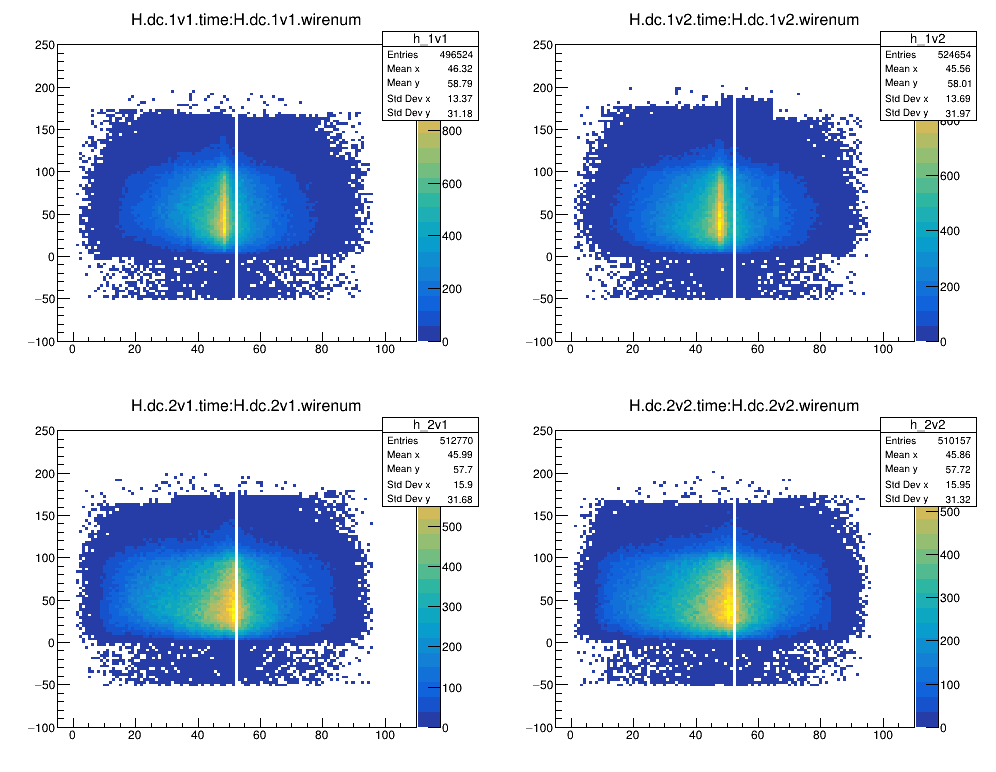 H.dc.1v1.time:H.dc.1v1.wirenum
h_1v1
Entries 496524
Mean x 46.32
Mean y 58.79
Std Dev x 13.37
Std Dev y 31.18
250
200
150
100
50
0
−50
−100
0 20 40 60 80 100
800
600
400
200
0
H.dc.1v2.time:H.dc.1v2.wirenum
h_1v2
Entries 524654
Mean x 45.56
Mean y 58.01
Std Dev x 13.69
Std Dev y 31.97
250
200
150
100
50
0
−50
−100
0 20 40 60 80 100
800
600
400
200
0
H.dc.2v1.time:H.dc.2v1.wirenum
h_2v1
Entries 512770
Mean x 45.99
Mean y 57.7
Std Dev x 15.9
Std Dev y 31.68
250
200
150
100
50
0
−50
−100
0 20 40 60 80 100
500
400
300
200
100
0
H.dc.2v2.time:H.dc.2v2.wirenum
h_2v2
Entries 510157
Mean x 45.86
Mean y 57.72
Std Dev x 15.95
Std Dev y 31.32
250
200
150
100
50
0
−50
−100
0 20 40 60 80 100
500
400
300
200
100
0